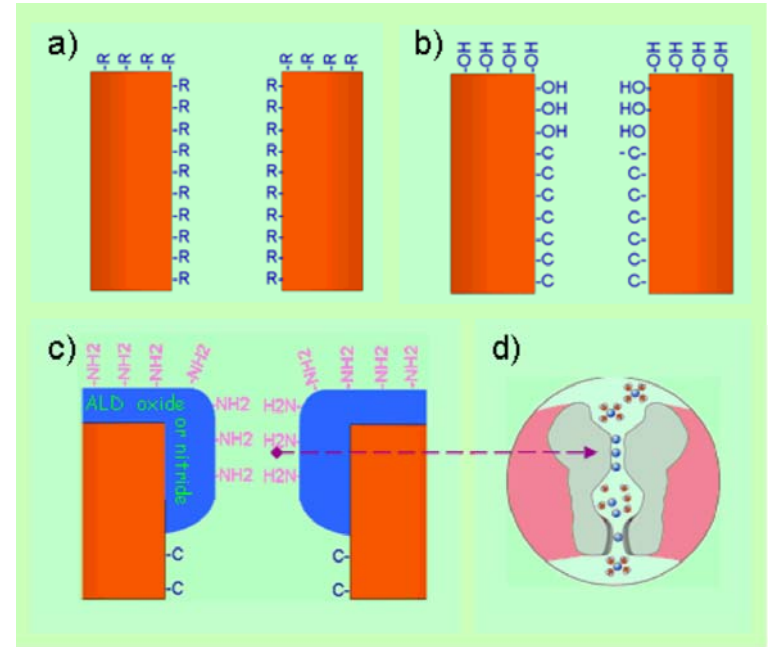 a)
-R -R -R -R
-R -R -R -R
-R R-
-R R-
-R R-
-R R-
-R R-
-R R-
-R R-
-R R-
-R R-
-R R-
b)
-OH -OH -OH -OH
-OH -OH -OH -OH
-OH HO-
-OH HO
-OH HO
-C -C-
-C C-
-C C-
-C C-
-C C-
-C C-
-C C-
c)
-NH2 -NH2 -NH2 -NH2
-NH2 -NH2 -NH2 -NH2
ALD oxide
or nitride
-NH2 H2N-
-NH2 H2N-
-NH2 H2N-
-C C-
-C C-
d)